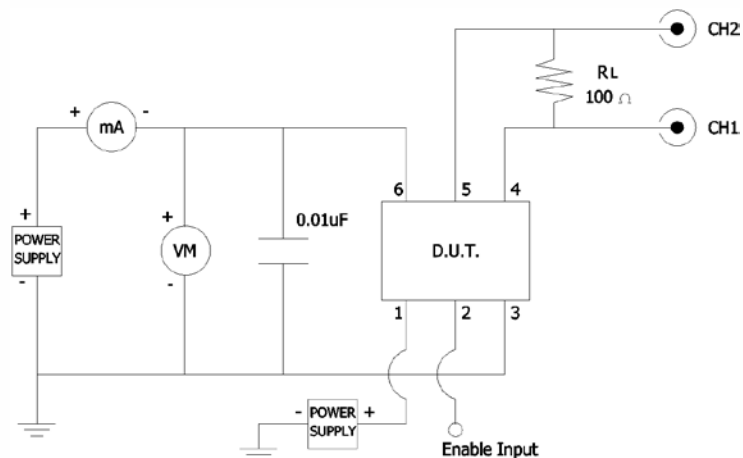 CH2
RL
100 Ω
CH1
+ mA -
6 5 4
+
POWER
SUPPLY
-
+
VM
-
0.01uF
D.U.T.
1 2 3
- POWER
SUPPLY +
Enable Input